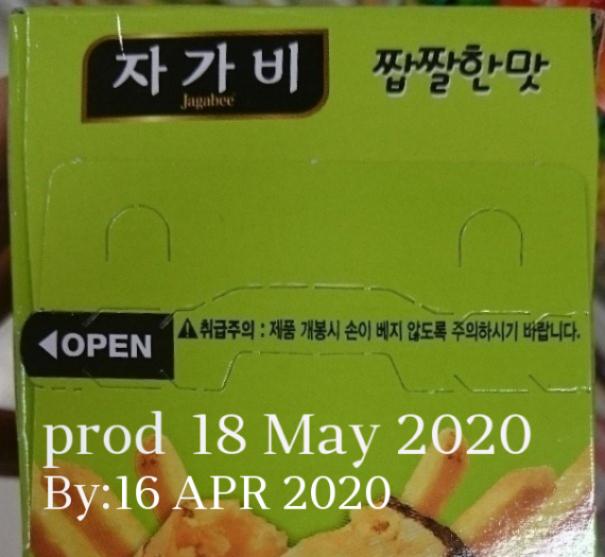 자가비 짭짤한맛
Jagabee
OPEN ⚠취급주의 : 제품 개봉시 손이 베지 않도록 주의하시기 바랍니다.
prod 18 May 2020
By:16 APR 2020